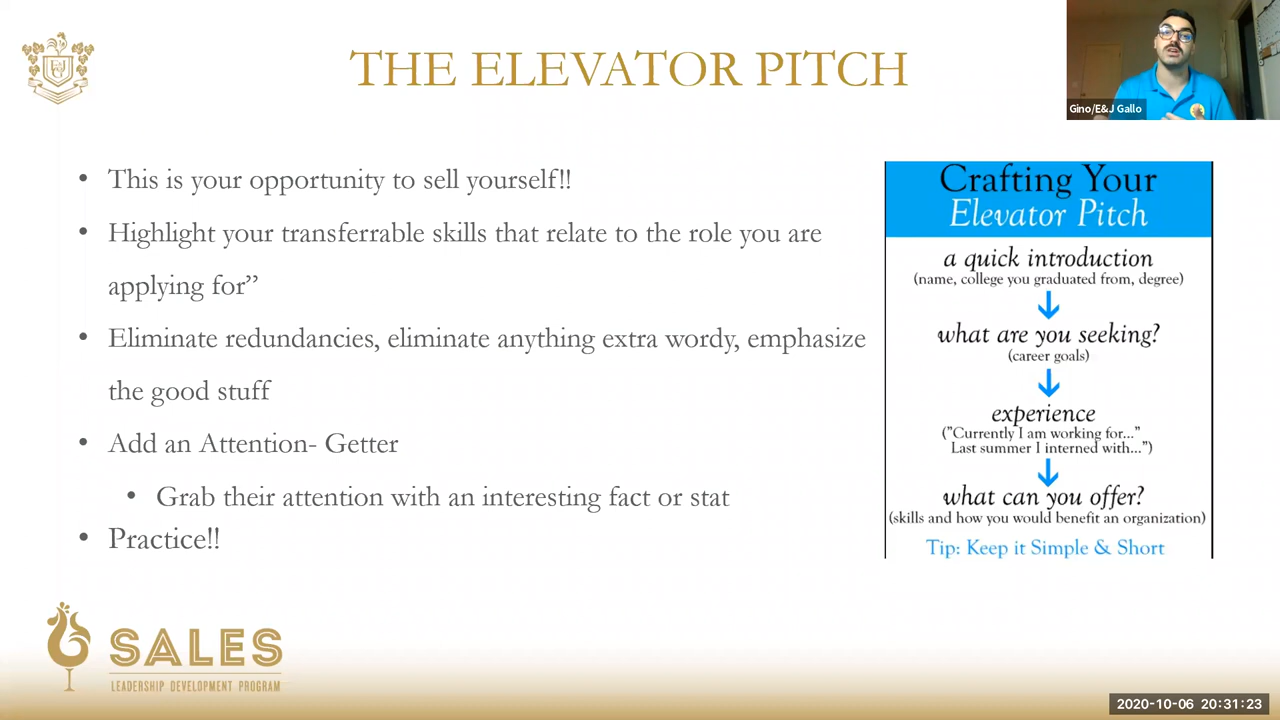 THE ELEVATOR PITCH
Gino/E&J Gallo
• This is your opportunity to sell yourself!!
• Highlight your transferrable skills that relate to the role you are
applying for”
• Eliminate redundancies, eliminate anything extra wordy, emphasize
the good stuff
• Add an Attention- Getter
• Grab their attention with an interesting fact or stat
• Practice!!
Crafting Your
Elevator Pitch
a quick introduction
(name, college you graduated from, degree)
what are you seeking?
(career goals)
experience
("Currently I am working for..."
Last summer I interned with...")
what can you offer?
(skills and how you would benefit an organization)
Tip: Keep it Simple & Short
SALES
LEADERSHIP DEVELOPMENT PROGRAM
2020-10-06 20:31:23